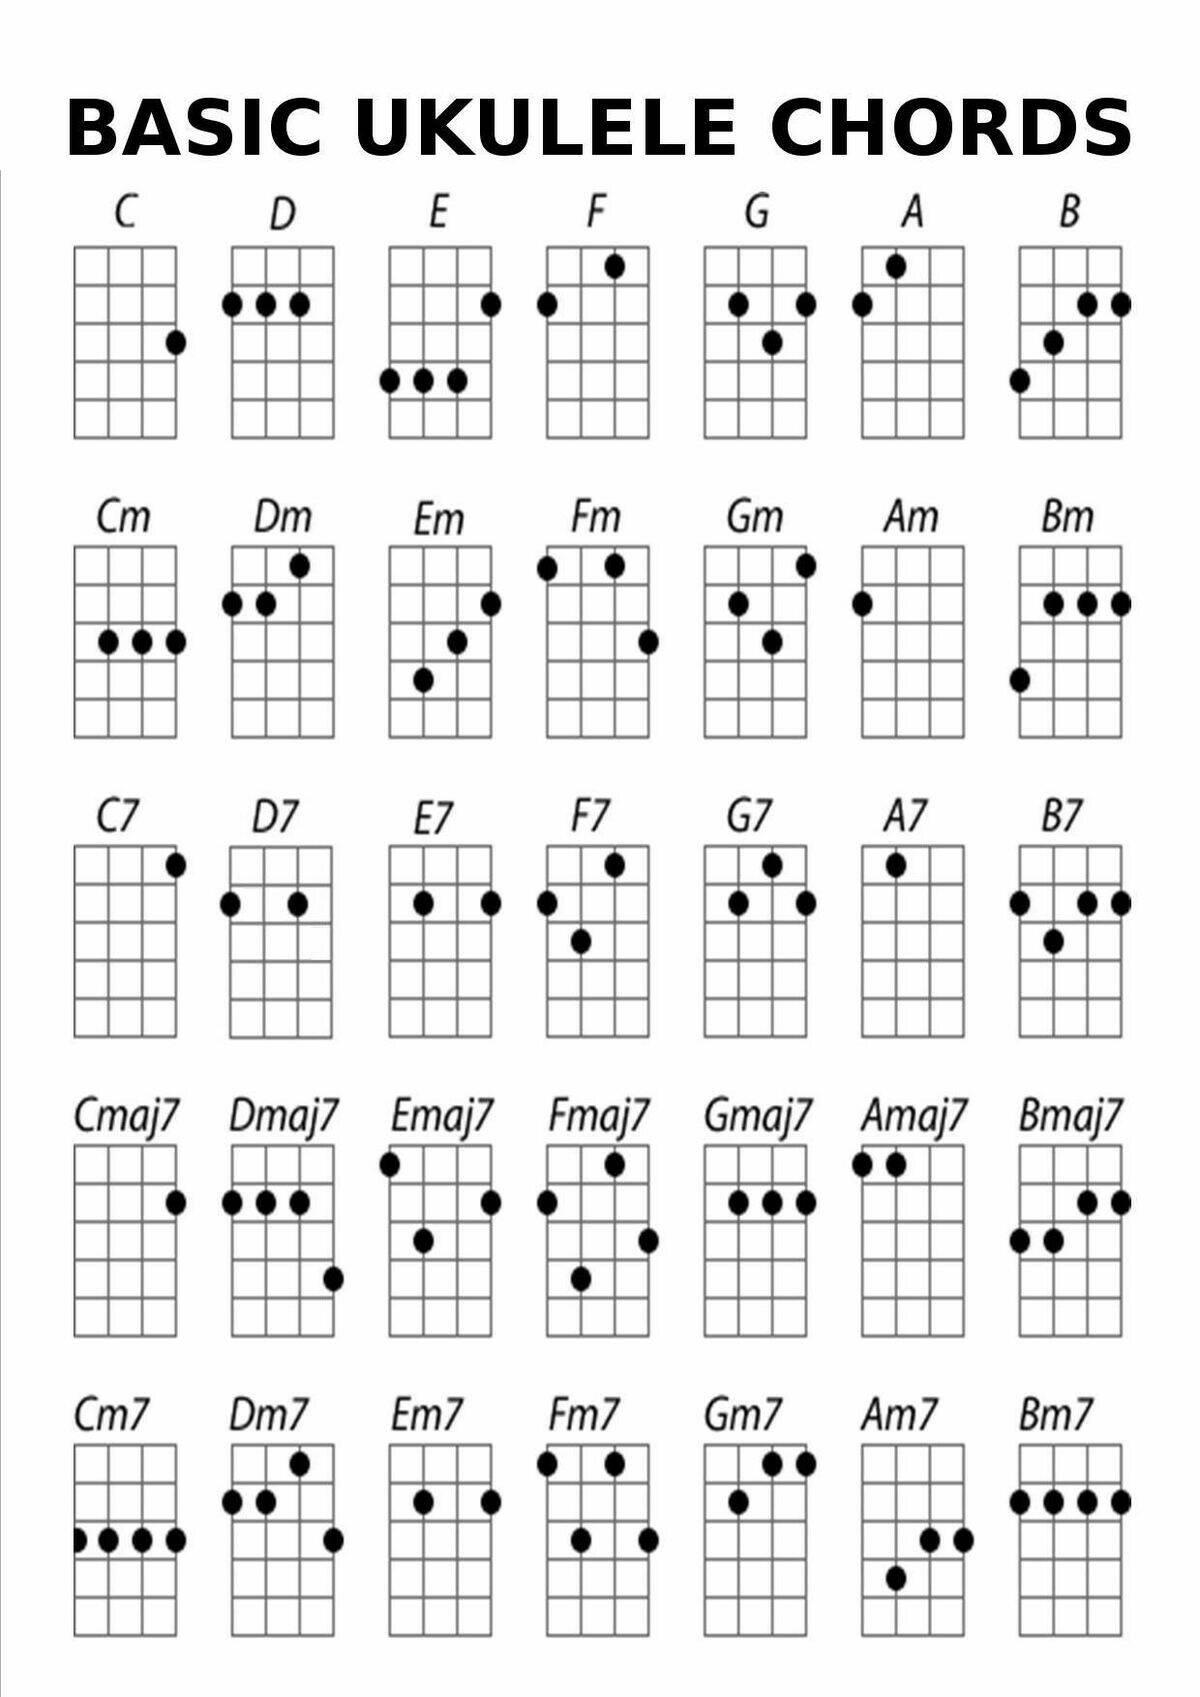 BASIC UKULELE CHORDS
C D E F G A B
Cm Dm Em Fm Gm Am Bm
C7 D7 E7 F7 G7 A7 B7
Cmaj7 Dmaj7 Emaj7 Fmaj7 Gmaj7 Amaj7 Bmaj7
Cm7 Dm7 Em7 Fm7 Gm7 Am7 Bm7